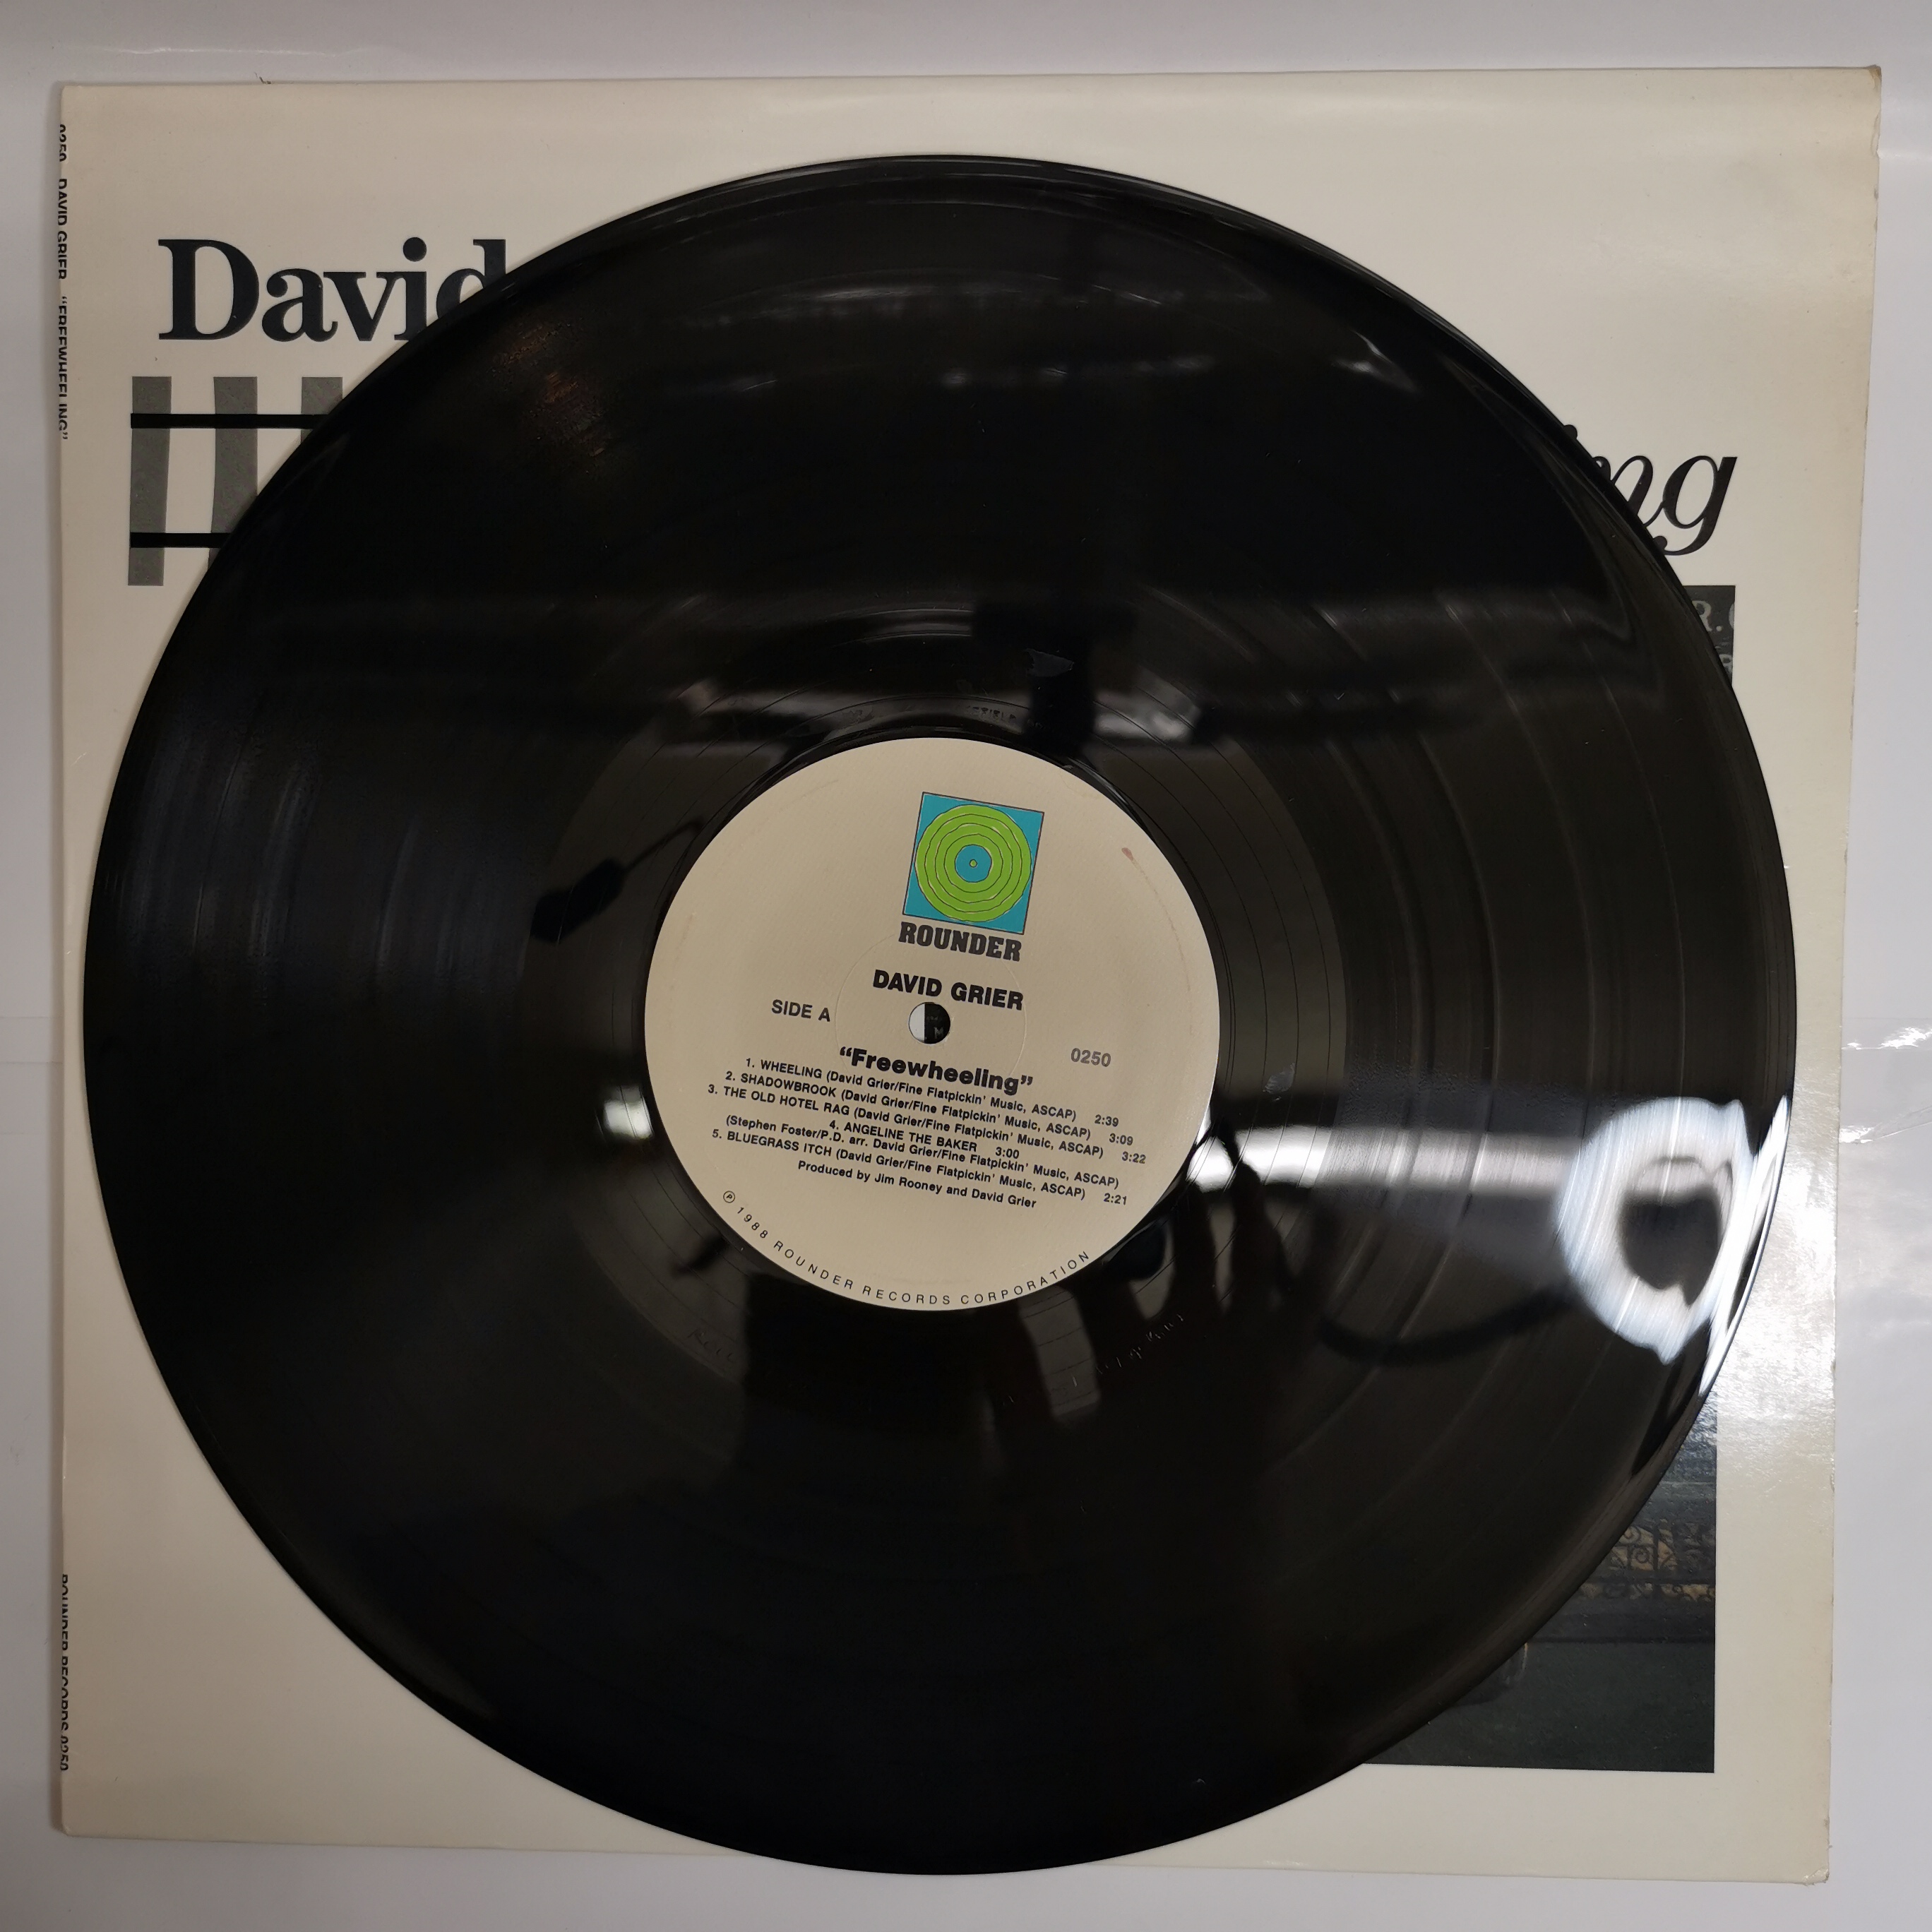 0250 DAVID GRIER "FREEWHEELING"
ROUNDER RECORDS 0250
David
ing
R.
ROUNDER
DAVID GRIER
SIDE A
0250
“Freewheeling”
1. WHEELING (David Grier/Fine Flatpickin' Music, ASCAP) 2:39
2. SHADOWBROOK (David Grier/Fine Flatpickin' Music, ASCAP) 3:09
3. THE OLD HOTEL RAG (David Grier/Fine Flatpickin' Music, ASCAP) 3:22
4. ANGELINE THE BAKER 3:00
(Stephen Foster/P.D. arr. David Grier/Fine Flatpickin' Music, ASCAP)
5. BLUEGRASS ITCH (David Grier/Fine Flatpickin' Music, ASCAP) 2:21
Produced by Jim Rooney and David Grier
℗ 1988 ROUNDER RECORDS CORPORATION